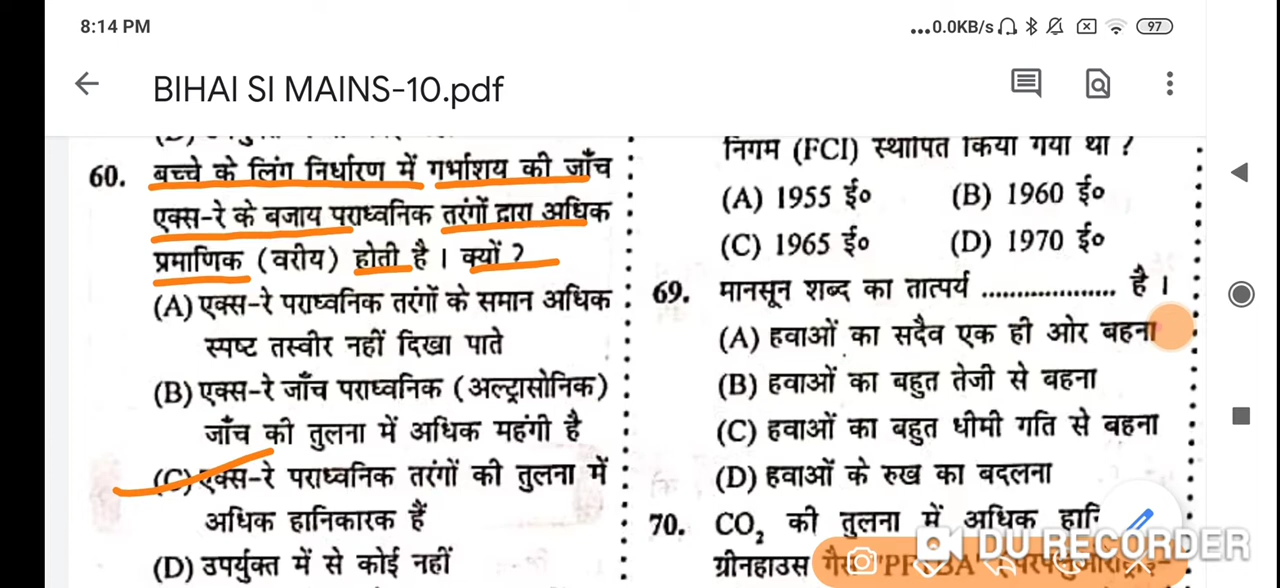 8:14 PM
...0.0KB/s
97
BIHAI SI MAINS-10.pdf
60. बच्चे के लिंग निर्धारण में गर्भाशय की जाँच
एक्स-रे के बजाय पराध्वनिक तरंगों द्वारा अधिक
प्रमाणिक (वरीय) होती है । क्यों ?
(A) एक्स-रे पराध्वनिक तरंगों के समान अधिक
स्पष्ट तस्वीर नहीं दिखा पाते
(B) एक्स-रे जाँच पराध्वनिक (अल्ट्रासोनिक)
जाँच की तुलना में अधिक महंगी है
(C) एक्स-रे पराध्वनिक तरंगों की तुलना में
अधिक हानिकारक हैं
(D) उपर्युक्त में से कोई नहीं
निगम (FCI) स्थापित किया गया था ?
(A) 1955 ई० (B) 1960 ई०
(C) 1965 ई० (D) 1970 ई०
69. मानसून शब्द का तात्पर्य .................... है ।
(A) हवाओं का सदैव एक ही ओर बहना
(B) हवाओं का बहुत तेजी से बहना
(C) हवाओं का बहुत धीमी गति से बहना
(D) हवाओं के रुख का बदलना
70. CO₂ की तुलना में अधिक
ग्रीनहाउस गैस
DU RECORDER